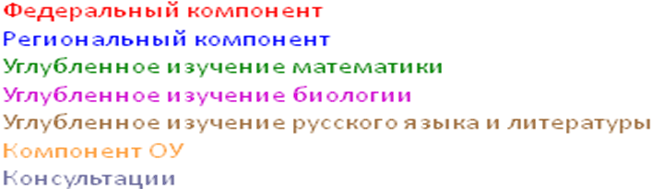 Федеральный компонент
Региональный компонент
Углубленное изучение математики
Углубленное изучение биологии
Углубленное изучение русского языка и литературы
Компонент ОУ
Консультации